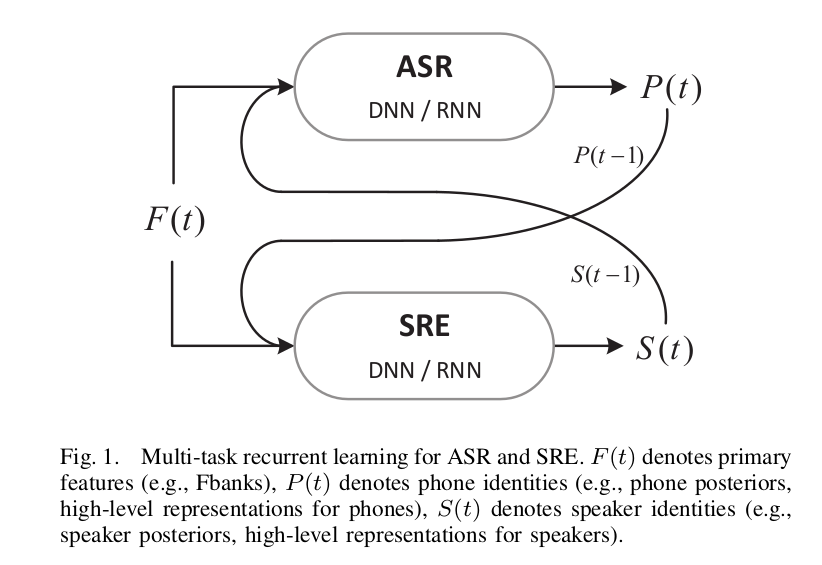 ASR
DNN / RNN
P(t)
P(t−1)
F(t)
S(t−1)
SRE
DNN / RNN
S(t)
Fig. 1. Multi-task recurrent learning for ASR and SRE. F(t) denotes primary
features (e.g., Fbanks), P(t) denotes phone identities (e.g., phone posteriors,
high-level representations for phones), S(t) denotes speaker identities (e.g.,
speaker posteriors, high-level representations for speakers).